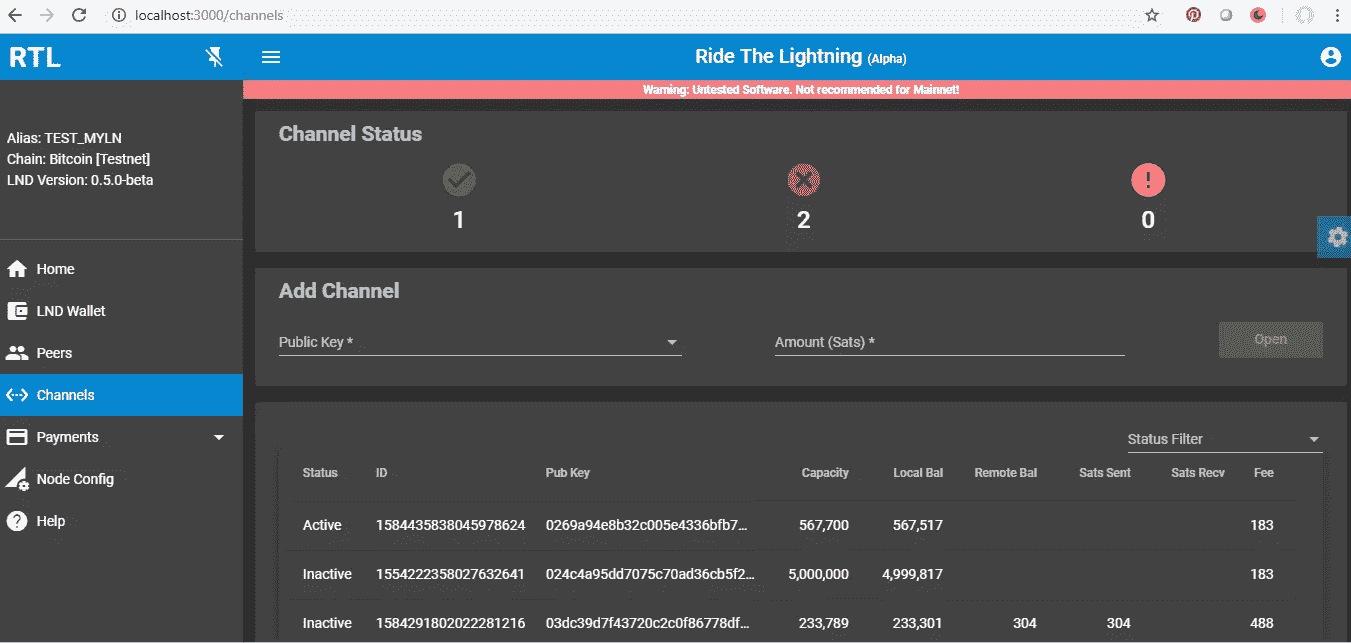 localhost:3000/channels
RTL
Ride The Lightning (Alpha)
Warning: Untested Software. Not recommended for Mainnet!
Alias: TEST_MYLN
Chain: Bitcoin [Testnet]
LND Version: 0.5.0-beta
Home
LND Wallet
Peers
Channels
Payments
Node Config
Help
Channel Status
1 2 0
Add Channel
Public Key * Amount (Sats) * Open
Status Filter
Status ID Pub Key Capacity Local Bal Remote Bal Sats Sent Sats Recv Fee
Active 1584435838045978624 0269a94e8b32c005e4336bfb7... 567,700 567,517 183
Inactive 1554222358027632641 024c4a95dd7075c70ad36cb5f2... 5,000,000 4,999,817 183
Inactive 1584291802022281216 03dc39d7f43720c2c0f86778df... 233,789 233,301 304 304 488